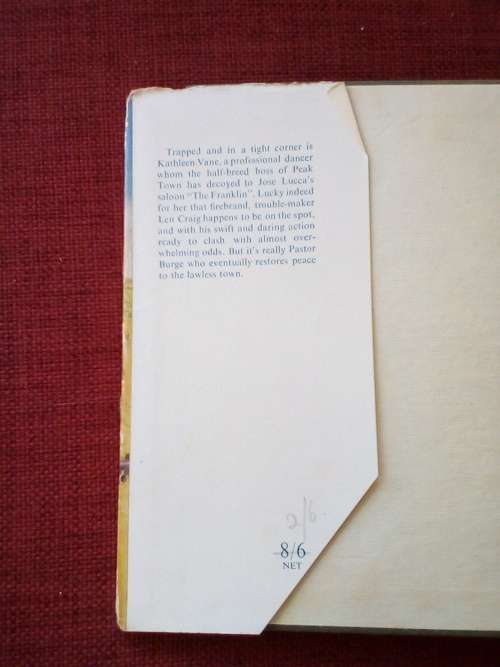 Trapped and in a tight corner is
Kathleen Vane, a professional dancer
whom the half-breed boss of Peak
Town has decoyed to Jose Lucca's
saloon "The Franklin". Lucky indeed
for her that firebrand, trouble-maker
Len Craig happens to be on the spot,
and with his swift and daring action
ready to clash with almost over-
whelming odds. But it's really Pastor
Burge who eventually restores peace
to the lawless town.
2/6
8/6
NET